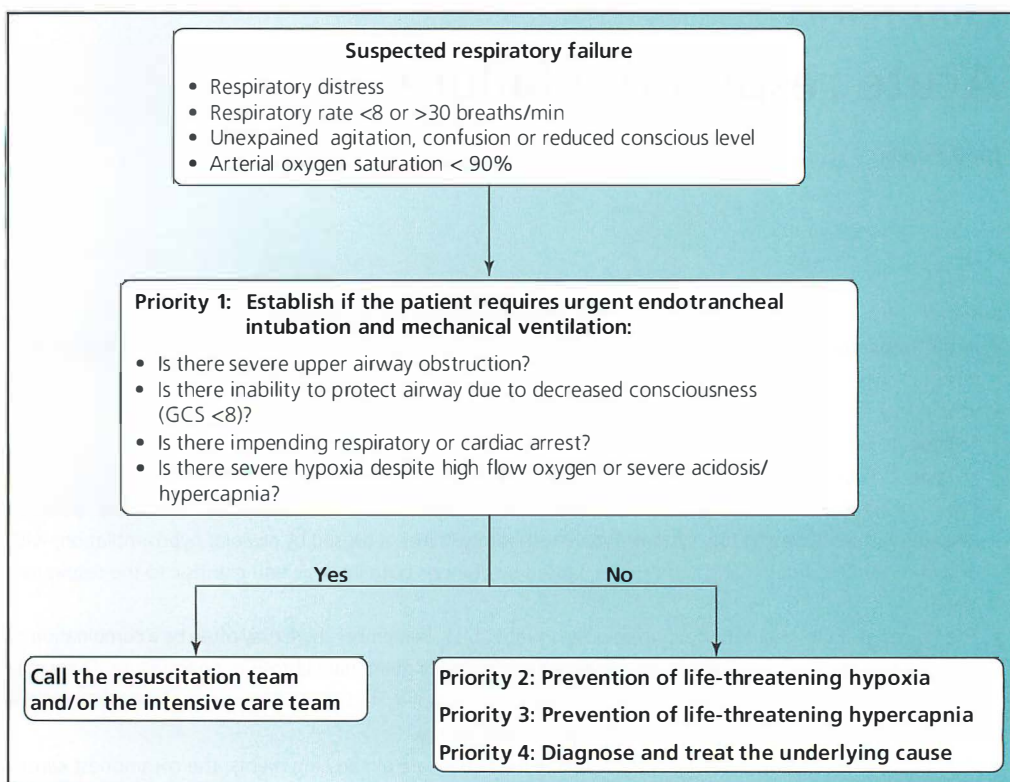 Suspected respiratory failure
• Respiratory distress
• Respiratory rate <8 or >30 breaths/min
• Unexpained agitation, confusion or reduced conscious level
• Arterial oxygen saturation < 90%
Priority 1: Establish if the patient requires urgent endotrancheal
intubation and mechanical ventilation:
• Is there severe upper airway obstruction?
• Is there inability to protect airway due to decreased consciousness
(GCS <8)?
• Is there impending respiratory or cardiac arrest?
• Is there severe hypoxia despite high flow oxygen or severe acidosis/
hypercapnia?
Yes
No
Call the resuscitation team
and/or the intensive care team
Priority 2: Prevention of life-threatening hypoxia
Priority 3: Prevention of life-threatening hypercapnia
Priority 4: Diagnose and treat the underlying cause